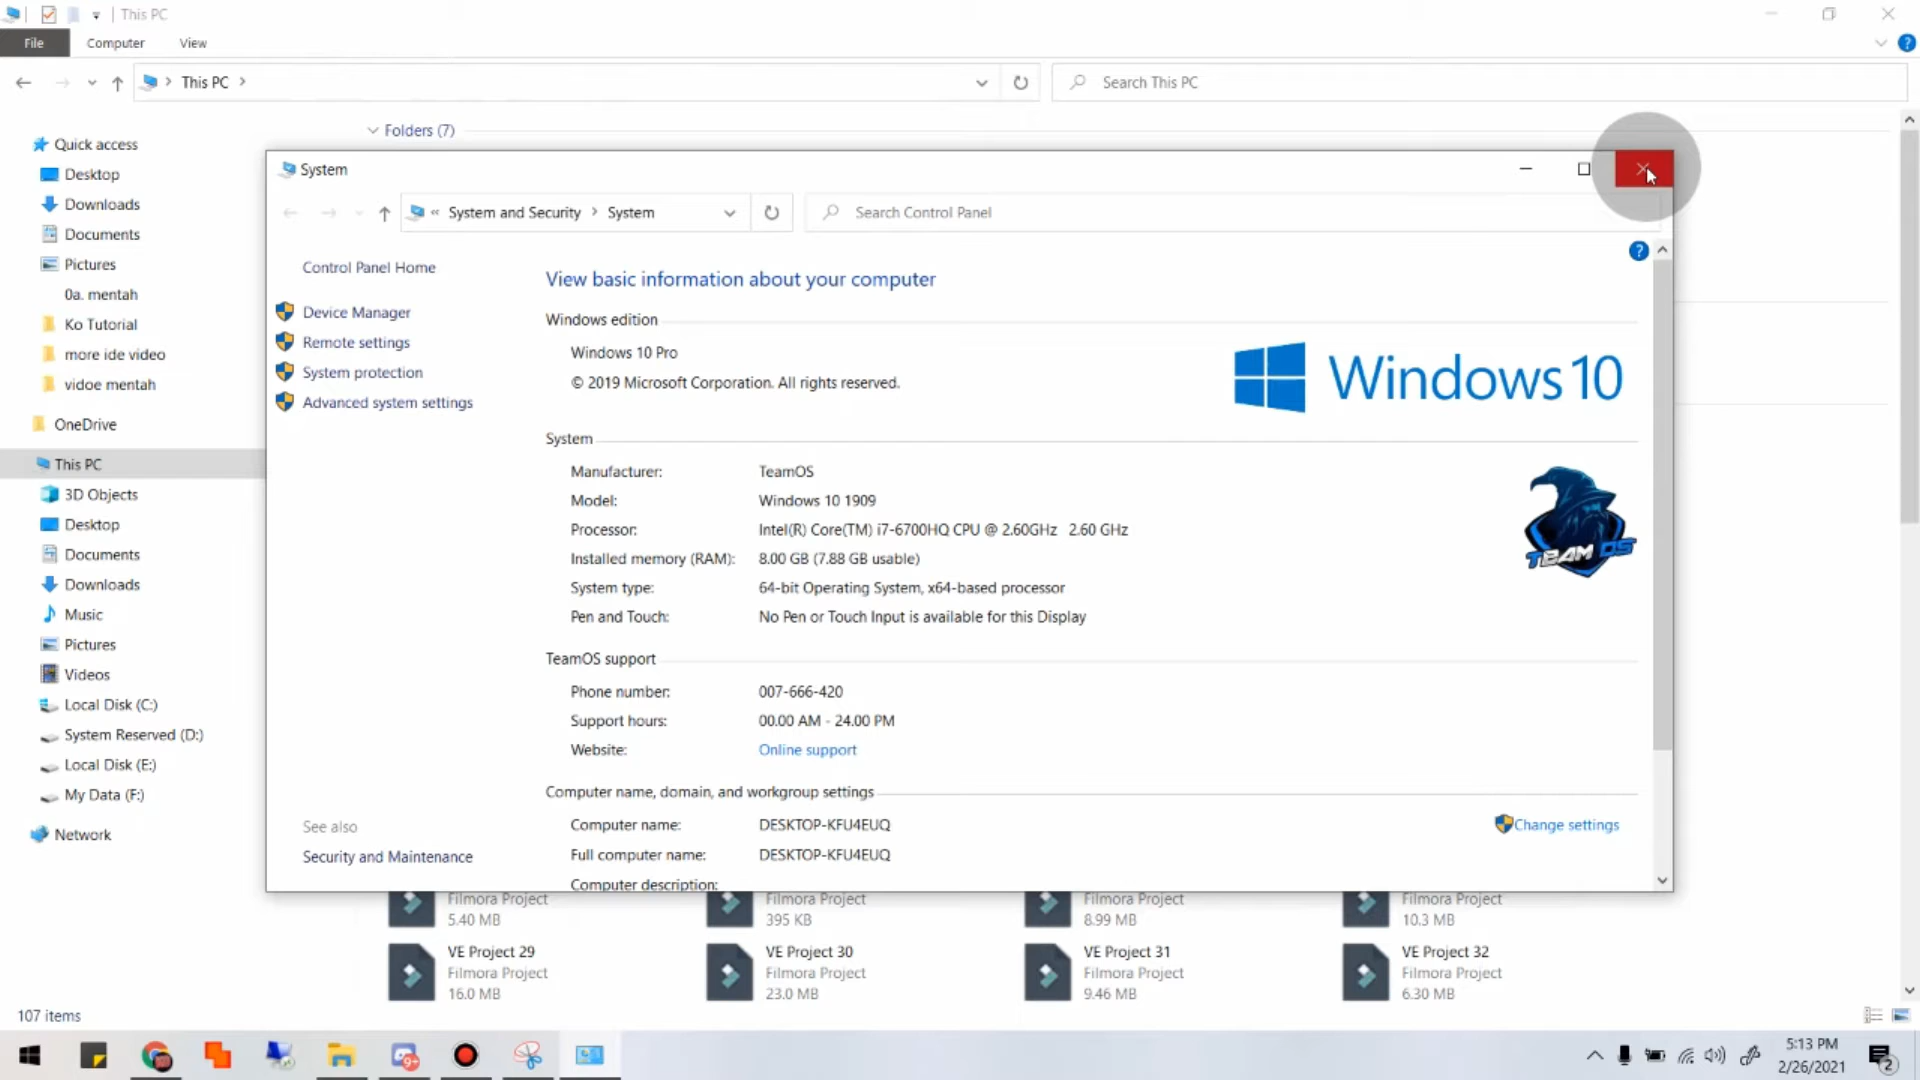 This PC
File
Computer
View
This PC
Search This PC
Quick access
Desktop
Downloads
Documents
Pictures
0a. mentah
Ko Tutorial
more ide video
vidoe mentah
OneDrive
This PC
3D Objects
Desktop
Documents
Downloads
Music
Pictures
Videos
Local Disk (C:)
System Reserved (D:)
Local Disk (E:)
My Data (F:)
Network
Folders (7)
System
« System and Security > System
Search Control Panel
Control Panel Home
Device Manager
Remote settings
System protection
Advanced system settings
See also
Security and Maintenance
View basic information about your computer
Windows edition
Windows 10 Pro
© 2019 Microsoft Corporation. All rights reserved.
Windows 10
System
Manufacturer: TeamOS
Model: Windows 10 1909
Processor: Intel(R) Core(TM) i7-6700HQ CPU @ 2.60GHz 2.60 GHz
Installed memory (RAM): 8.00 GB (7.88 GB usable)
System type: 64-bit Operating System, x64-based processor
Pen and Touch: No Pen or Touch Input is available for this Display
TEAM OS
TeamOS support
Phone number: 007-666-420
Support hours: 00.00 AM - 24.00 PM
Website: Online support
Computer name, domain, and workgroup settings
Computer name: DESKTOP-KFU4EUQ
Change settings
Full computer name: DESKTOP-KFU4EUQ
Computer description:
Filmora Project
5.40 MB
Filmora Project
395 KB
Filmora Project
8.99 MB
Filmora Project
10.3 MB
VE Project 29
Filmora Project
16.0 MB
VE Project 30
Filmora Project
23.0 MB
VE Project 31
Filmora Project
9.46 MB
VE Project 32
Filmora Project
6.30 MB
107 items
9+
5:13 PM
2/26/2021
2